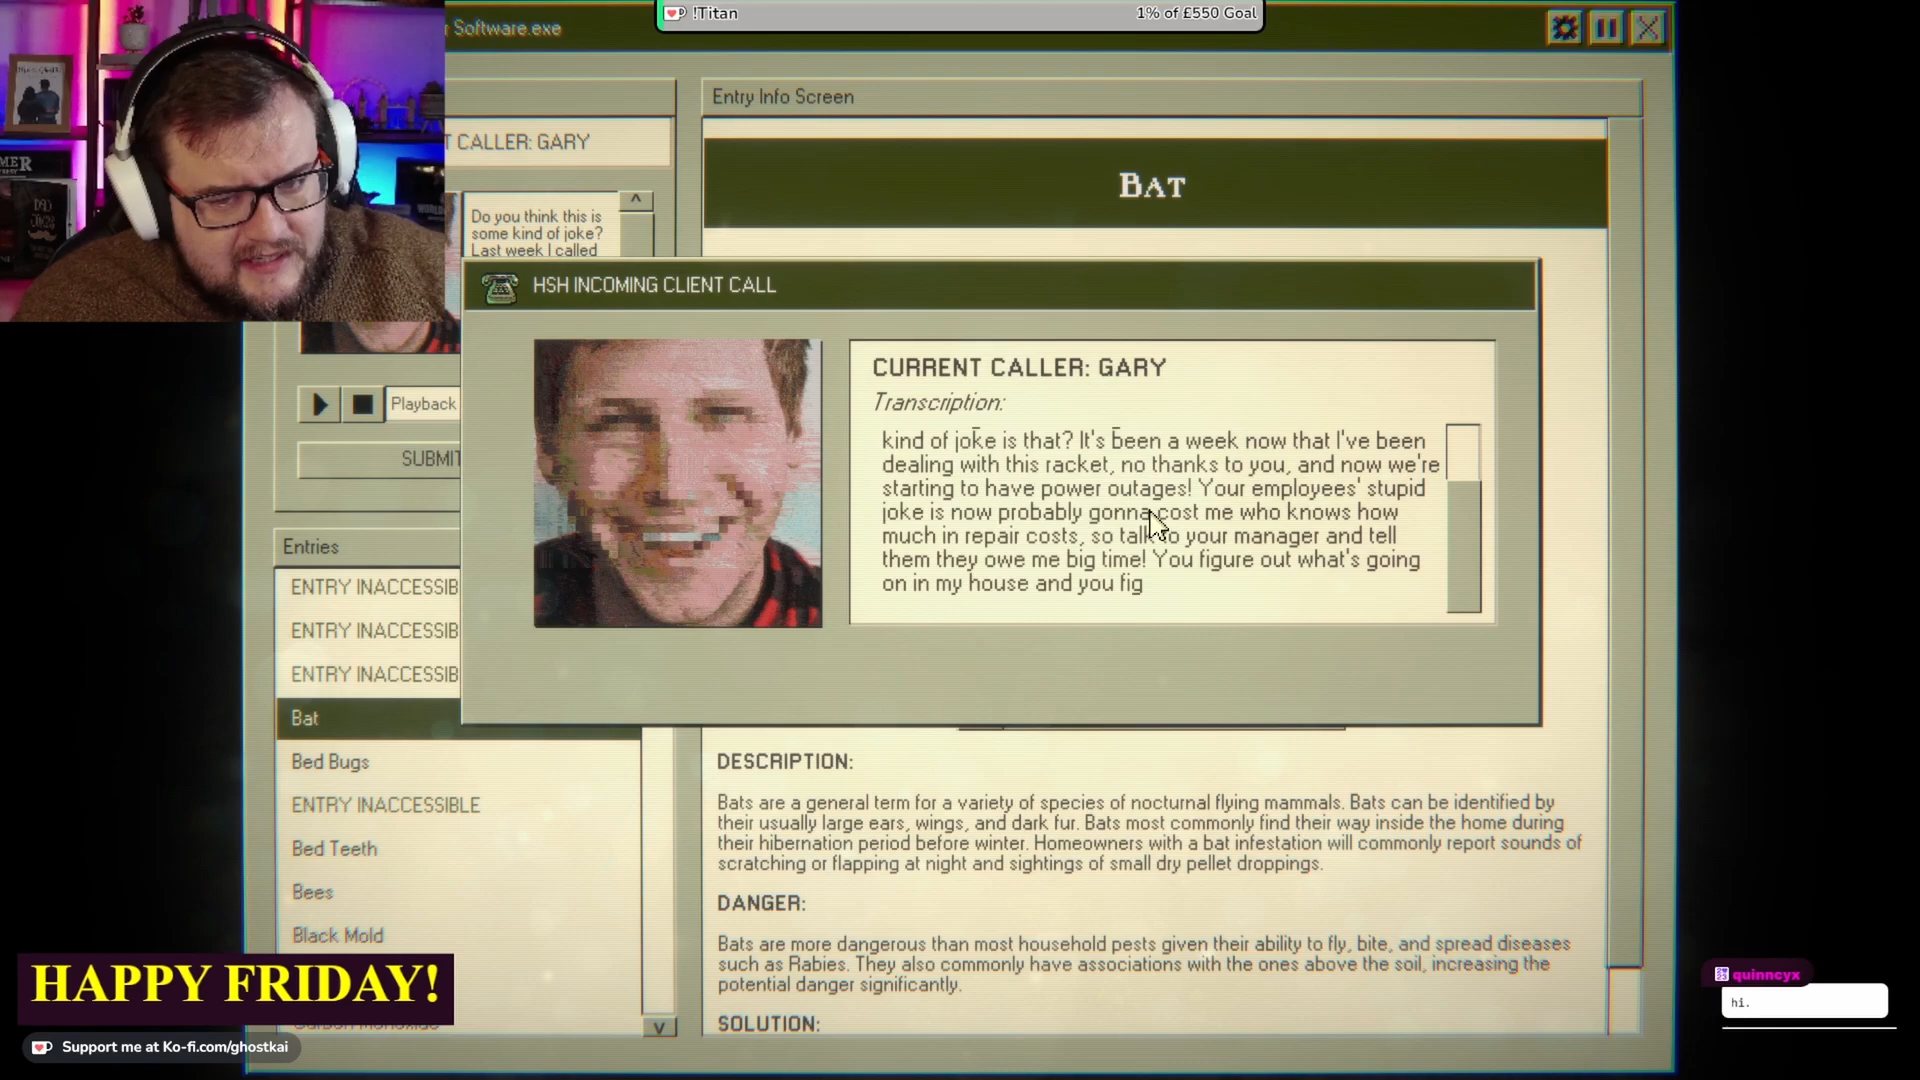 !Titan
1% of £550 Goal
Software.exe
Entry Info Screen
CALLER: GARY
BAT
Do you think this is
some kind of joke?
Last week I called
HSH INCOMING CLIENT CALL
CURRENT CALLER: GARY
Transcription:
kind of joke is that? It's been a week now that I've been
dealing with this racket, no thanks to you, and now we're
starting to have power outages! Your employees' stupid
joke is now probably gonna cost me who knows how
much in repair costs, so talk to your manager and tell
them they owe me big time! You figure out what's going
on in my house and you fig
Playback
SUBMIT
Entries
ENTRY INACCESSIB
ENTRY INACCESSIB
ENTRY INACCESSIB
Bat
Bed Bugs
ENTRY INACCESSIBLE
Bed Teeth
Bees
Black Mold
DESCRIPTION:
Bats are a general term for a variety of species of nocturnal flying mammals. Bats can be identified by
their usually large ears, wings, and dark fur. Bats most commonly find their way inside the home during
their hibernation period before winter. Homeowners with a bat infestation will commonly report sounds of
scratching or flapping at night and sightings of small dry pellet droppings.
DANGER:
Bats are more dangerous than most household pests given their ability to fly, bite, and spread diseases
such as Rabies. They also commonly have associations with the ones above the soil, increasing the
potential danger significantly.
SOLUTION:
HAPPY FRIDAY!
Support me at Ko-fi.com/ghostkai
quinncyx
hi.